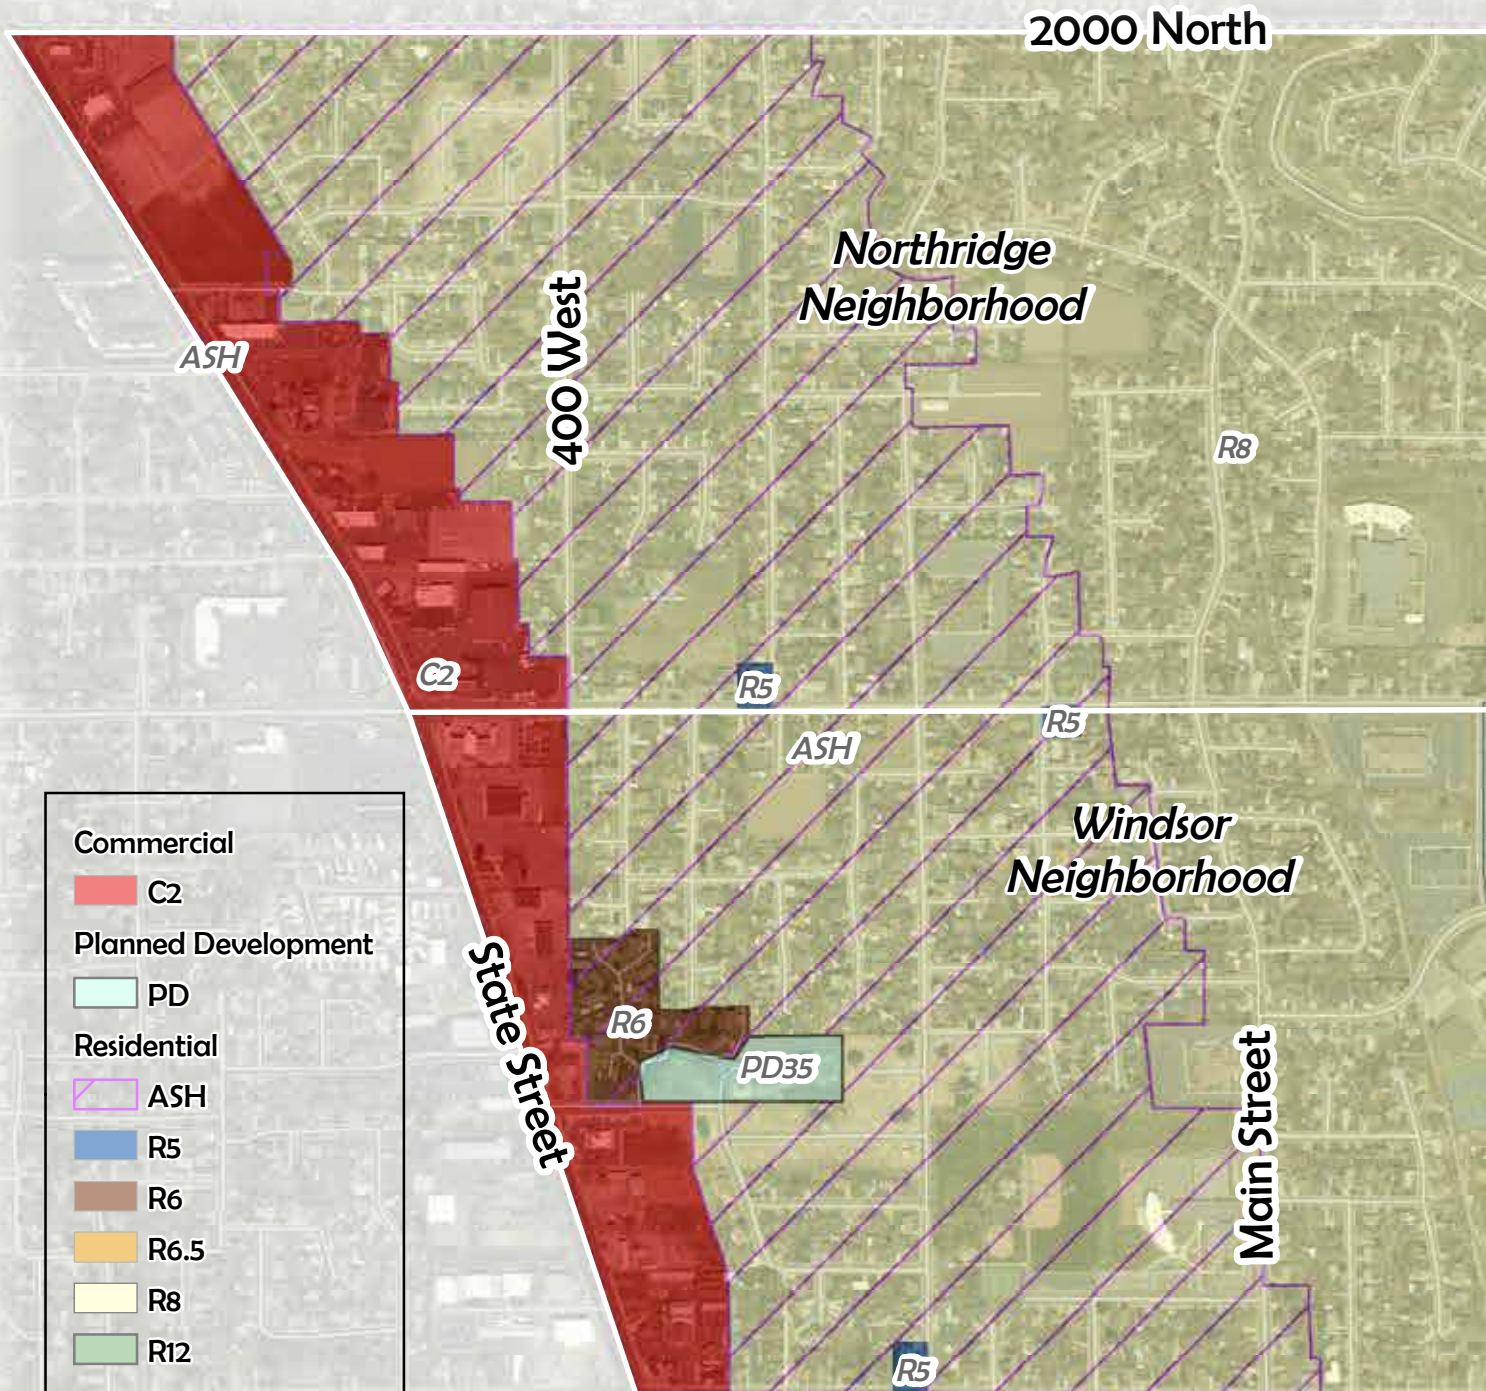 2000 North
Northridge
Neighborhood
400 West
ASH
R8
C2
R5
R5
ASH
Windsor
Neighborhood
State Street
R6
PD35
Main Street
R5
Commercial
C2
Planned Development
PD
Residential
ASH
R5
R6
R6.5
R8
R12